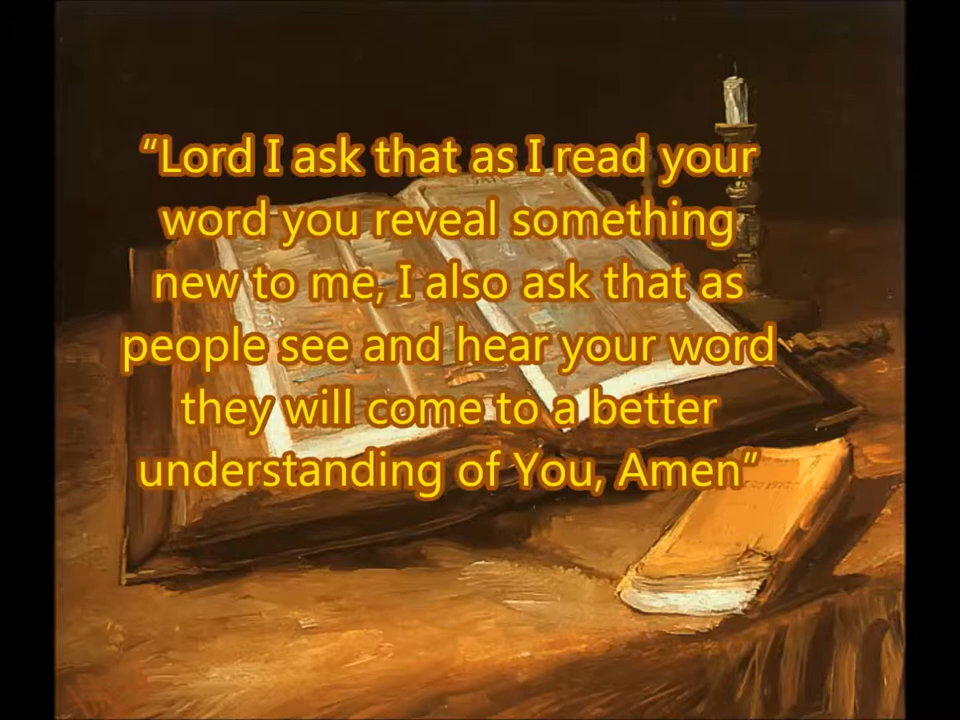 “Lord I ask that as I read your
word you reveal something
new to me, I also ask that as
people see and hear your word
they will come to a better
understanding of You, Amen”